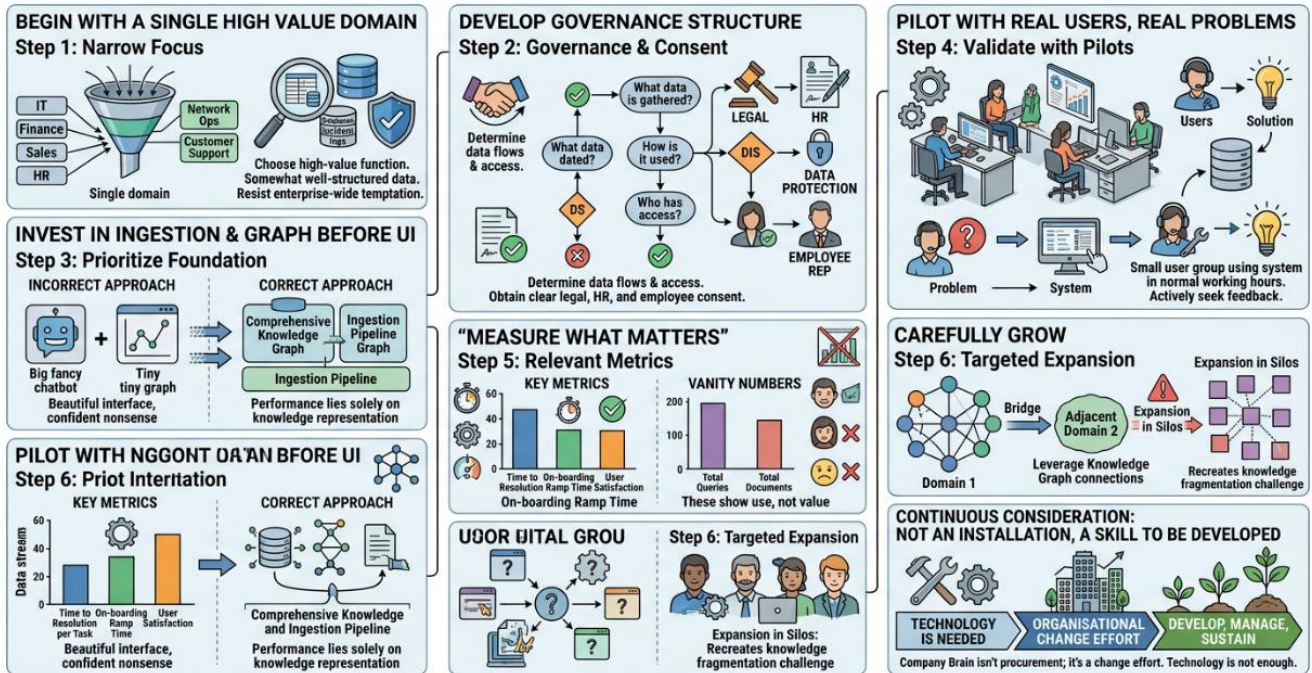 BEGIN WITH A SINGLE HIGH VALUE DOMAIN
Step 1: Narrow Focus
IT
Finance
Sales
HR
Network
Ops
Customer
Support
Single domain
Choose high-value function.
Somewhat well-structured data.
Resist enterprise-wide temptation.
DEVELOP GOVERNANCE STRUCTURE
Step 2: Governance & Consent
Determine
data flows
& access.
What data
dated?
DS
What data
is gathered?
How is
it used?
Who has
access?
LEGAL
HR
DIS
DATA
PROTECTION
EMPLOYEE
REP
Determine data flows & access.
Obtain clear legal, HR, and employee consent.
PILOT WITH REAL USERS, REAL PROBLEMS
Step 4: Validate with Pilots
Users
Solution
Problem
System
Small user group using system
in normal working hours.
Actively seek feedback.
INVEST IN INGESTION & GRAPH BEFORE UI
Step 3: Prioritize Foundation
INCORRECT APPROACH
+
Big fancy
chatbot
Tiny
tiny graph
Beautiful interface,
confident nonsense
CORRECT APPROACH
Comprehensive
Knowledge
Graph
Ingestion
Pipeline
Graph
Ingestion Pipeline
Performance lies solely on
knowledge representation
"MEASURE WHAT MATTERS"
Step 5: Relevant Metrics
KEY METRICS
60
40
20
0
Time to
Resolution
On-boarding
Ramp Time
User
Satisfaction
On-boarding Ramp Time
VANITY NUMBERS
200
100
0
Total
Queries
Total
Documents
These show use, not value
CAREFULLY GROW
Step 6: Targeted Expansion
Domain 1
Bridge
Adjacent
Domain 2
Leverage Knowledge
Graph connections
Expansion
in Silos
Expansion in Silos
Recreates knowledge
fragmentation challenge
PILOT WITH BFORE UI
Step 6: Priot
KEY METRICS
Data stream
60
40
20
0
Time to
Resolution
per Task
On-boarding
Ramp
Time
User
Satisfaction
Beautiful interface,
confident nonsense
CORRECT APPROACH
Comprehensive Knowledge
and Ingestion Pipeline
Performance lies solely on
knowledge representation
GROU
?
?
?
?
?
Step 6: Targeted Expansion
Expansion in Silos:
Recreates knowledge
fragmentation challenge
CONTINUOUS CONSIDERATION:
NOT AN INSTALLATION, A SKILL TO BE DEVELOPED
TECHNOLOGY
IS NEEDED
ORGANISATIONAL
CHANGE EFFORT
DEVELOP, MANAGE,
SUSTAIN
Company Brain isn't procurement; it's a change effort. Technology is not enough.